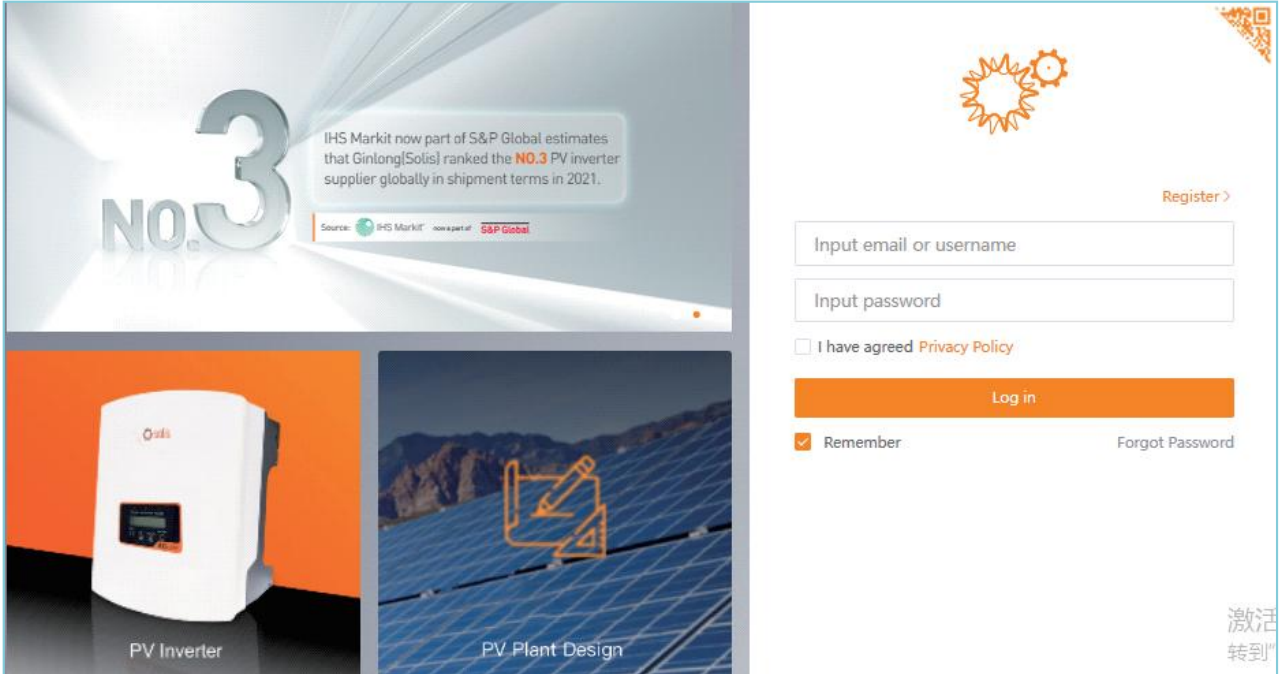 NO.3
IHS Markit now part of S&P Global estimates
that Ginlong(Solis) ranked the NO.3 PV inverter
supplier globally in shipment terms in 2021.
Source: IHS Markit now a part of S&P Global
solis
PV Inverter
PV Plant Design
Register >
Input email or username
Input password
I have agreed Privacy Policy
Log in
Remember Forgot Password
激活
转到"